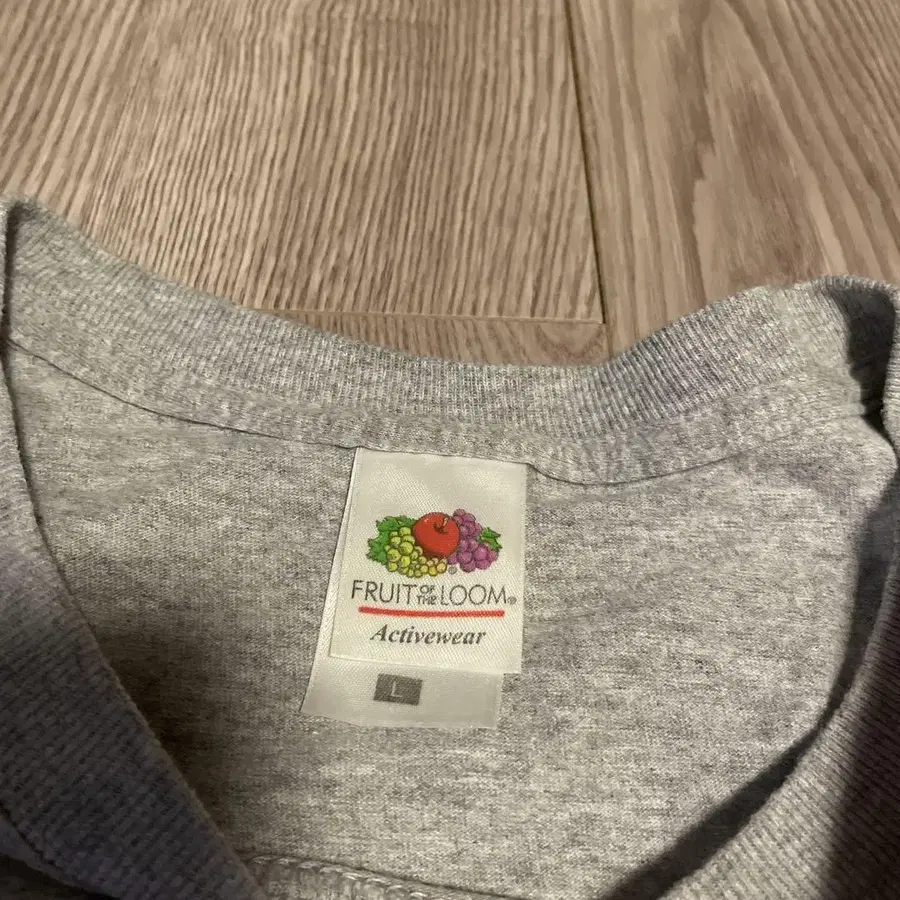 FRUIT OF THE LOOM®
Activewear
L